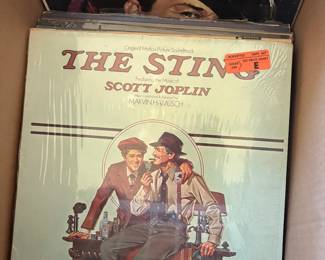 Original Motion Picture Soundtrack
THE STING
Featuring the Music of
SCOTT JOPLIN
MARVIN HAMLISCH
E